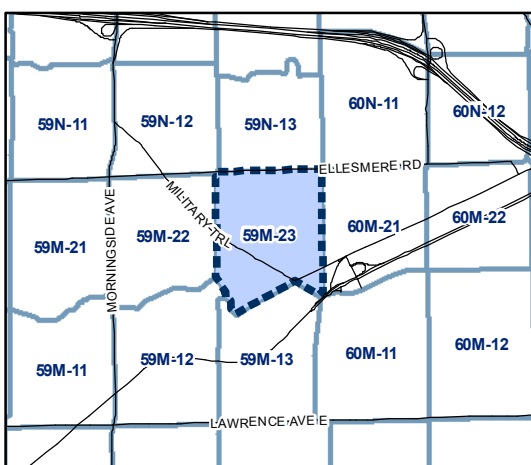 59N-11 59N-12 59N-13 60N-11 60N-12
ELLESMERE RD
MILITARY TRL
MORNINGSIDE AVE
59M-21 59M-22 59M-23 60M-21 60M-22
59M-11 59M-12 59M-13 60M-11 60M-12
LAWRENCE AVE E